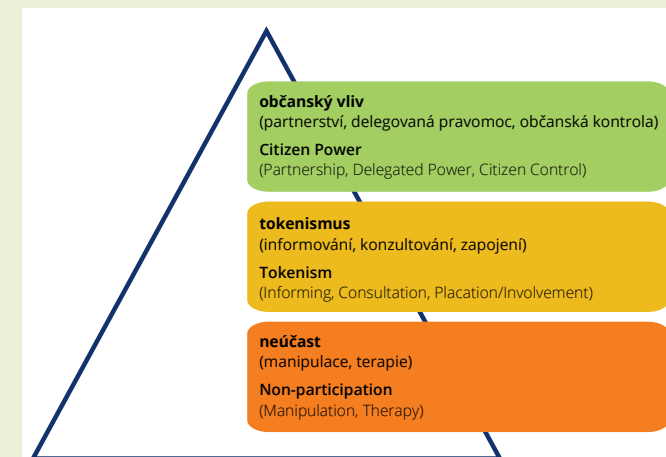 občanský vliv
(partnerství, delegovaná pravomoc, občanská kontrola)
Citizen Power
(Partnership, Delegated Power, Citizen Control)
tokenismus
(informování, konzultování, zapojení)
Tokenism
(Informing, Consultation, Placation/Involvement)
neúčast
(manipulace, terapie)
Non-participation
(Manipulation, Therapy)